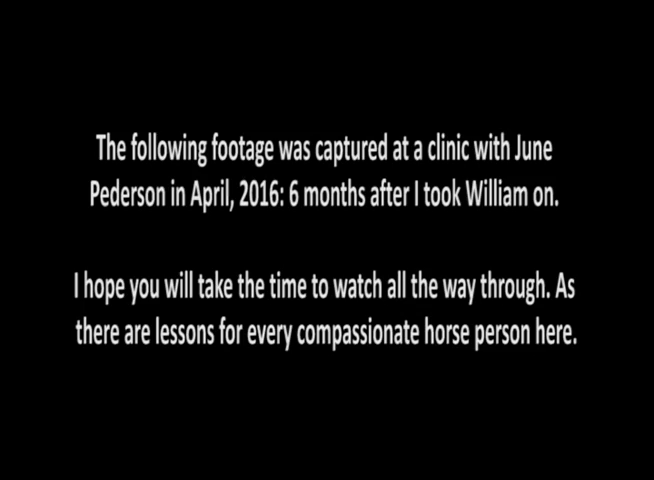 The following footage was captured at a clinic with June
Pederson in April, 2016: 6 months after I took William on.
I hope you will take the time to watch all the way through. As
there are lessons for every compassionate horse person here.